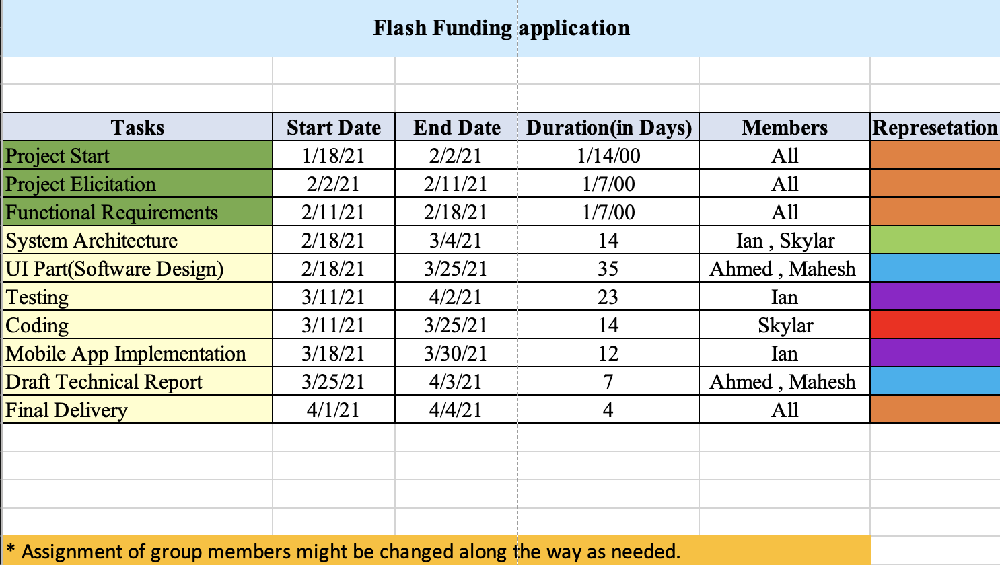 Flash Funding application
Tasks Start Date End Date Duration(in Days) Members Represetation
Project Start 1/18/21 2/2/21 1/14/00 All
Project Elicitation 2/2/21 2/11/21 1/7/00 All
Functional Requirements 2/11/21 2/18/21 1/7/00 All
System Architecture 2/18/21 3/4/21 14 Ian , Skylar
UI Part(Software Design) 2/18/21 3/25/21 35 Ahmed , Mahesh
Testing 3/11/21 4/2/21 23 Ian
Coding 3/11/21 3/25/21 14 Skylar
Mobile App Implementation 3/18/21 3/30/21 12 Ian
Draft Technical Report 3/25/21 4/3/21 7 Ahmed , Mahesh
Final Delivery 4/1/21 4/4/21 4 All
* Assignment of group members might be changed along the way as needed.